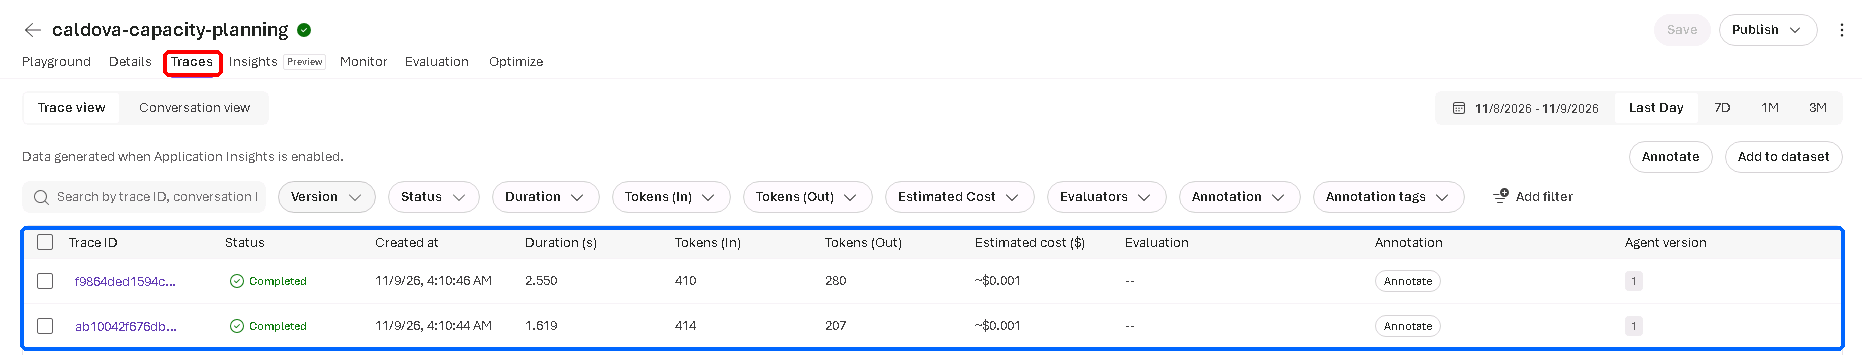 caldova-capacity-planning
Save
Publish
Playground Details Traces Insights Preview Monitor Evaluation Optimize
Trace view Conversation view
11/8/2026 - 11/9/2026 Last Day 7D 1M 3M
Data generated when Application Insights is enabled.
Annotate Add to dataset
Search by trace ID, conversation I
Version Status Duration Tokens (In) Tokens (Out) Estimated Cost Evaluators Annotation Annotation tags Add filter
Trace ID Status Created at Duration (s) Tokens (In) Tokens (Out) Estimated cost ($) Evaluation Annotation Agent version
f9864ded1594c... Completed 11/9/26, 4:10:46 AM 2.550 410 280 ~$0.001 -- Annotate 1
ab10042f676db... Completed 11/9/26, 4:10:44 AM 1.619 414 207 ~$0.001 -- Annotate 1